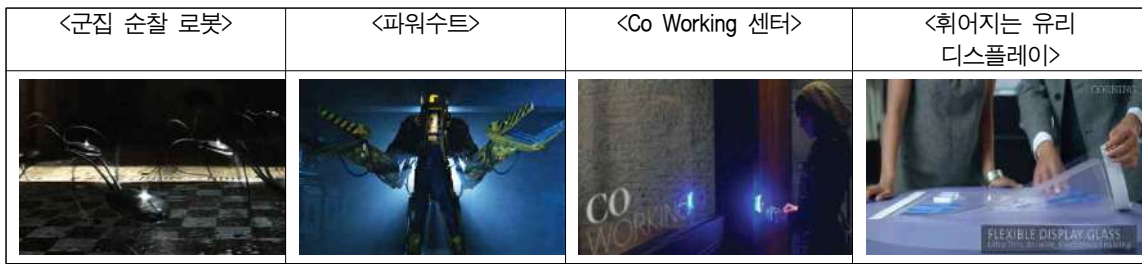 <군집 순찰 로봇>
<파워수트>
<Co Working 센터>
<휘어지는 유리
디스플레이>
CO
WORKING
CORNING
FLEXIBLE DISPLAY GLASS